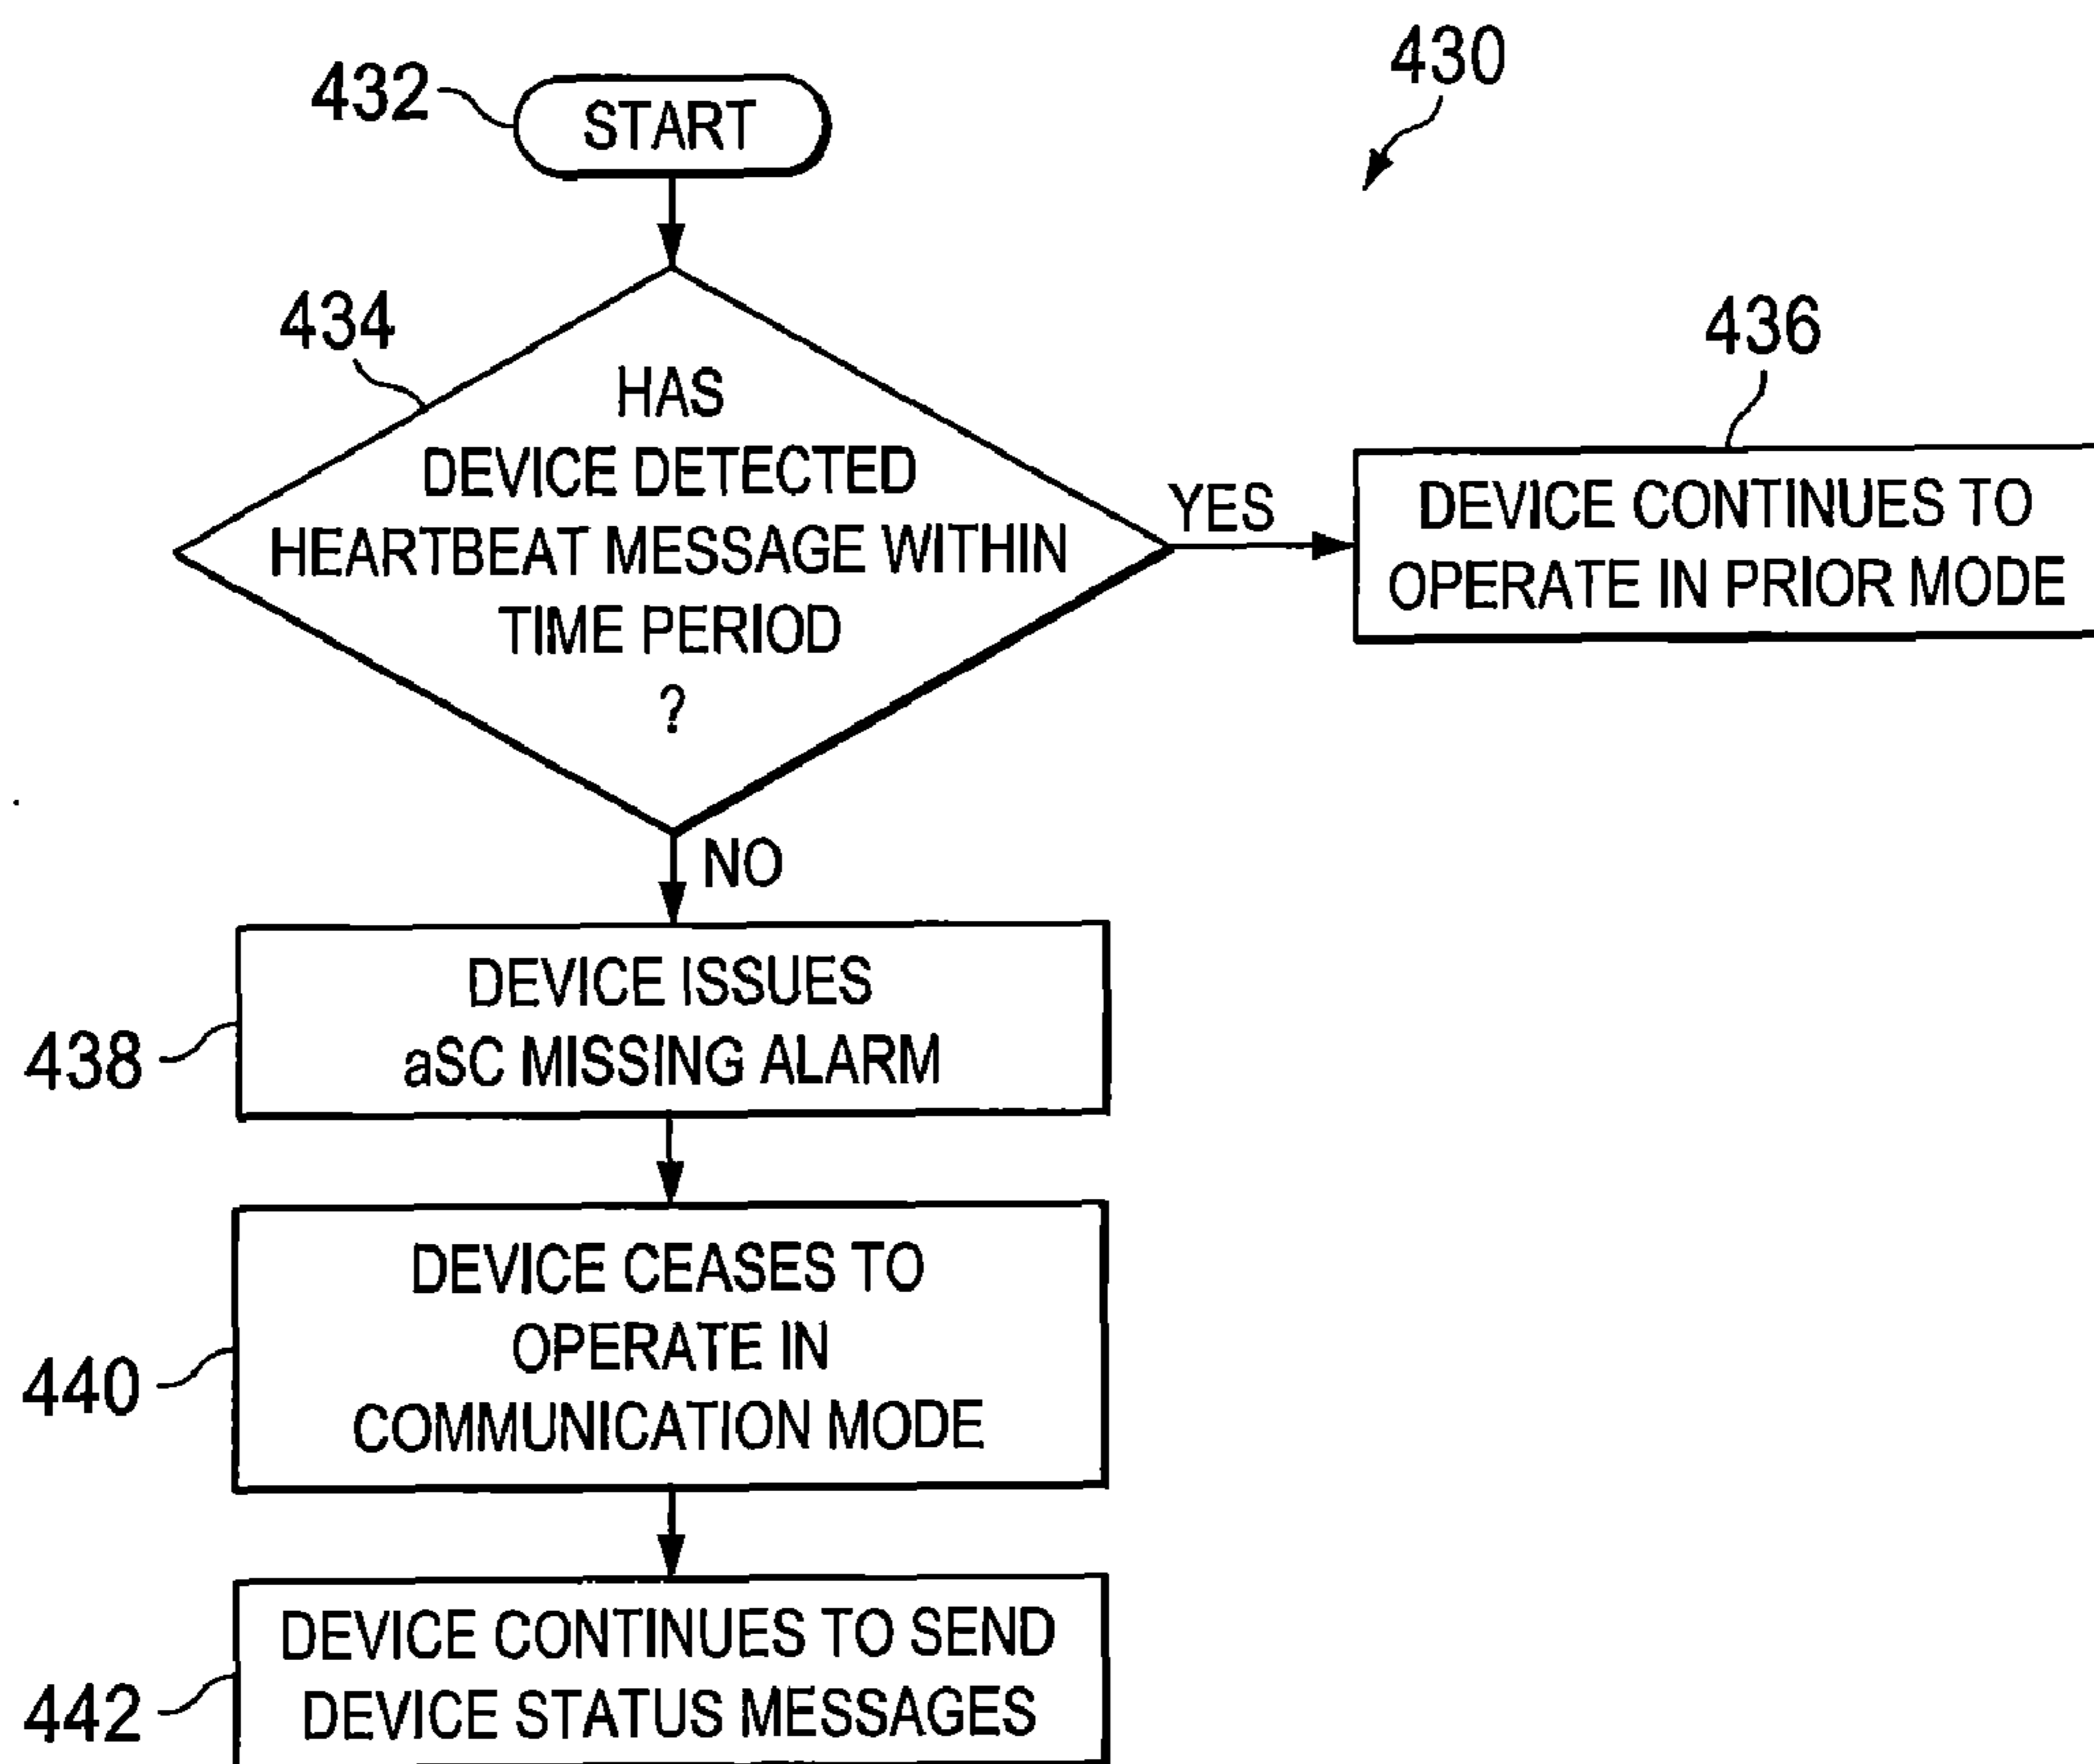 430
432
START
434
HAS
DEVICE DETECTED
HEARTBEAT MESSAGE WITHIN
TIME PERIOD
?
YES
436
DEVICE CONTINUES TO
OPERATE IN PRIOR MODE
NO
438
DEVICE ISSUES
aSC MISSING ALARM
440
DEVICE CEASES TO
OPERATE IN
COMMUNICATION MODE
442
DEVICE CONTINUES TO SEND
DEVICE STATUS MESSAGES